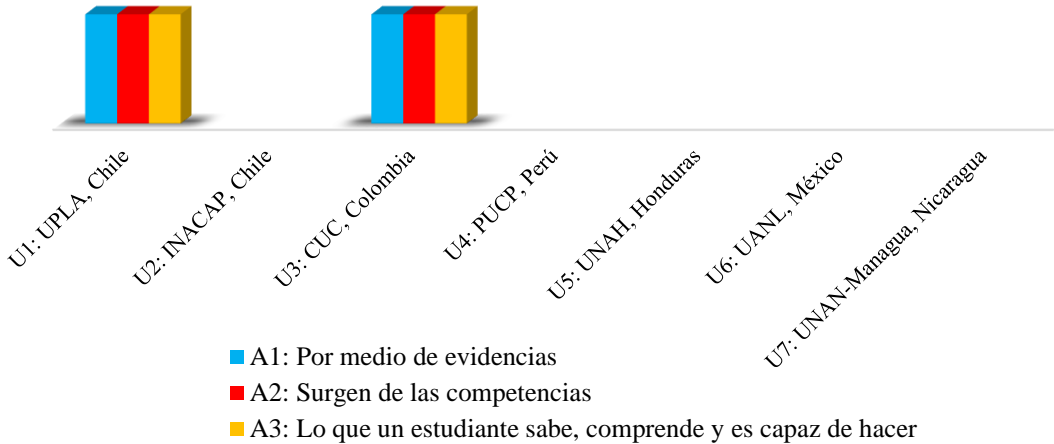 U1: UPLA, Chile
U2: INACAP, Chile
U3: CUC, Colombia
U4: PUCP, Perú
U5: UNAH, Honduras
U6: UANL, México
U7: UNAN-Managua, Nicaragua
A1: Por medio de evidencias
A2: Surgen de las competencias
A3: Lo que un estudiante sabe, comprende y es capaz de hacer